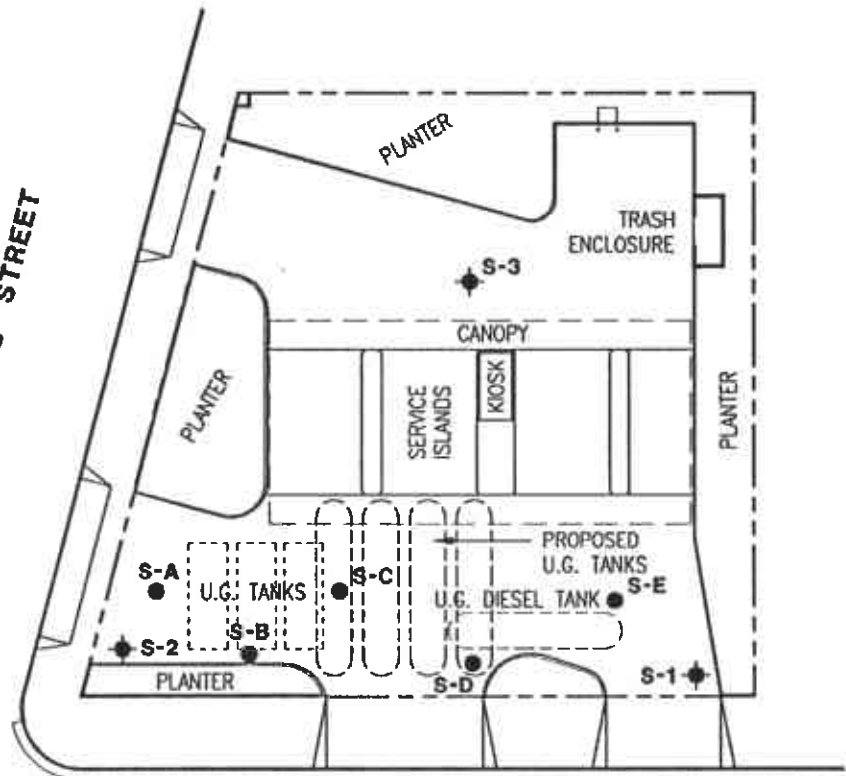 STREET
PLANTER
TRASH
ENCLOSURE
S-3
CANOPY
PLANTER
SERVICE
ISLANDS
KIOSK
PLANTER
PROPOSED
U.G. TANKS
S-A
U.G. TANKS
S-C
U.G. DIESEL TANK
S-E
S-2
S-B
PLANTER
S-D
S-1